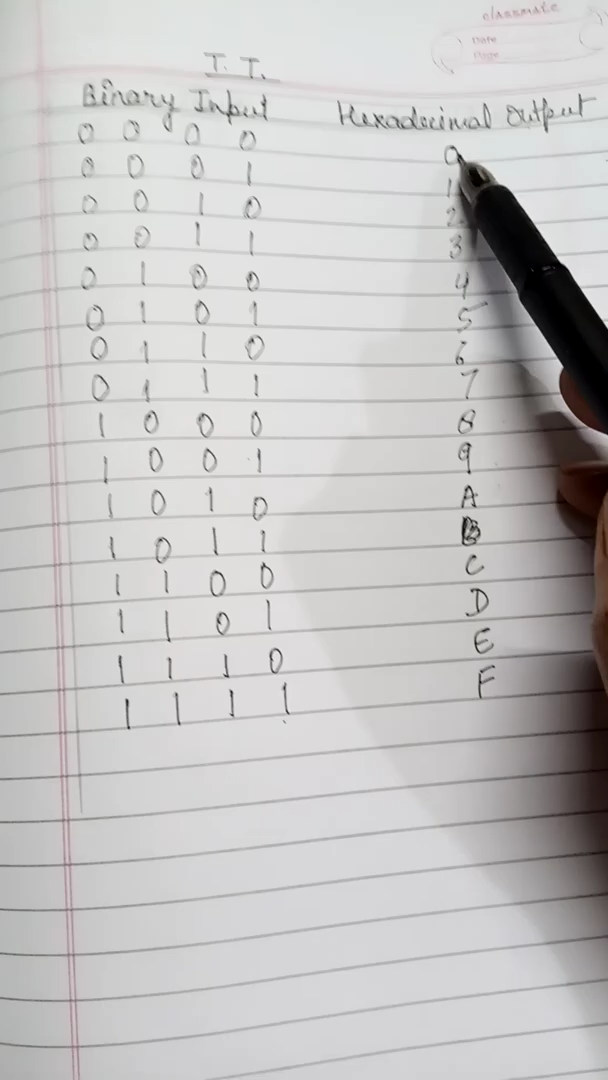 classmate
Date
Page
T. T.
Binary Input Hexadecimal Output
0 0 0 0 0
0 0 0 1 1
0 0 1 0 2
0 0 1 1 3
0 1 0 0 4
0 1 0 1 5
0 1 1 0 6
0 1 1 1 7
1 0 0 0 8
1 0 0 1 9
1 0 1 0 A
1 0 1 1 B
1 1 0 0 C
1 1 0 1 D
1 1 1 0 E
1 1 1 1 F